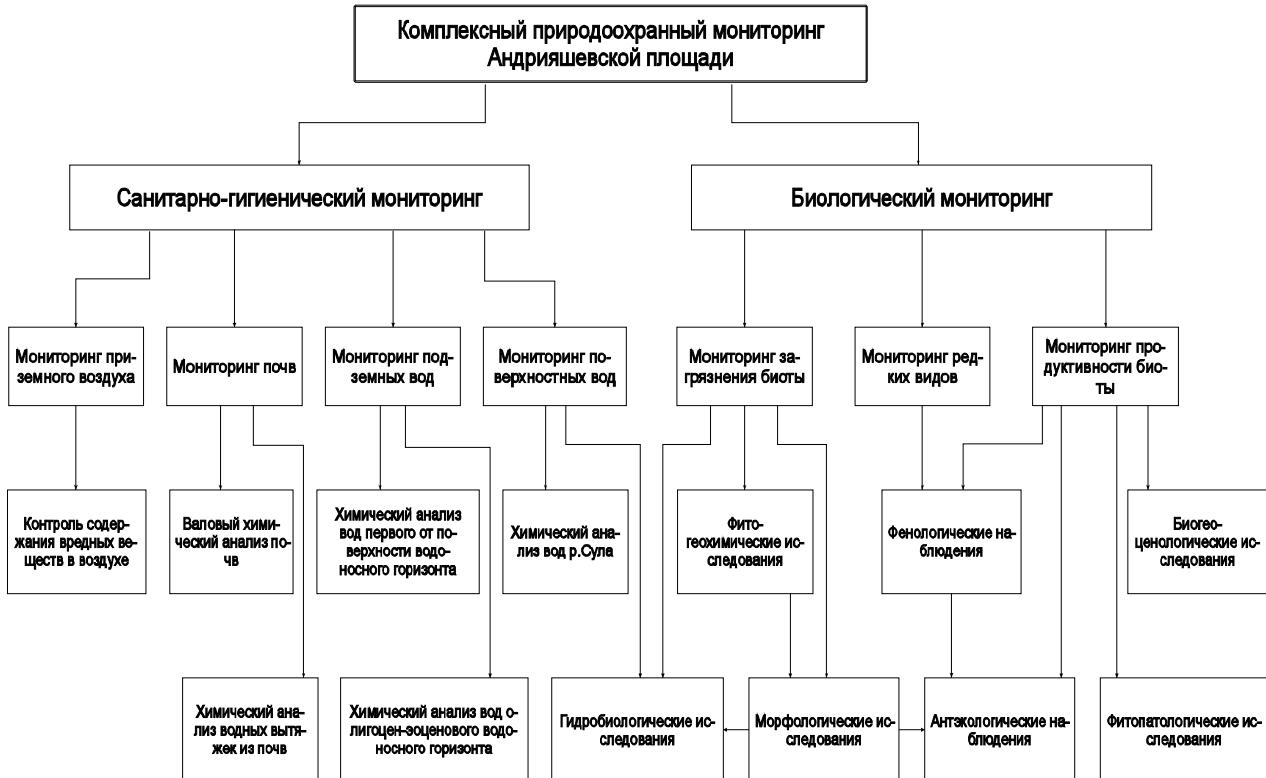 Комплексный природоохранный мониторинг
Андрияшевской площади
Санитарно-гигиенический мониторинг
Биологический мониторинг
Мониторинг при-
земного воздуха
Мониторинг почв
Мониторинг под-
земных вод
Мониторинг по-
верхностных вод
Мониторинг за-
грязнения биоты
Мониторинг ред-
ких видов
Мониторинг про-
дуктивности био-
ты
Контроль содер-
жания вредных ве-
ществ в воздухе
Валовый хими-
ческий анализ по-
чв
Химический анализ
вод первого от по-
верхности водо-
носного горизонта
Химический анал-
из вод р.Сула
Фито-
геохимические ис-
следования
Фенологические на-
блюдения
Биогео-
ценологические ис-
следования
Химический ана-
лиз водных вытя-
жек из почв
Химический анализ вод о-
лигоцен-эоценового водо-
носного горизонта
Гидробиологические ис-
следования
Морфологические ис-
следования
Антэкологические на-
блюдения
Фитопатологические ис-
следования